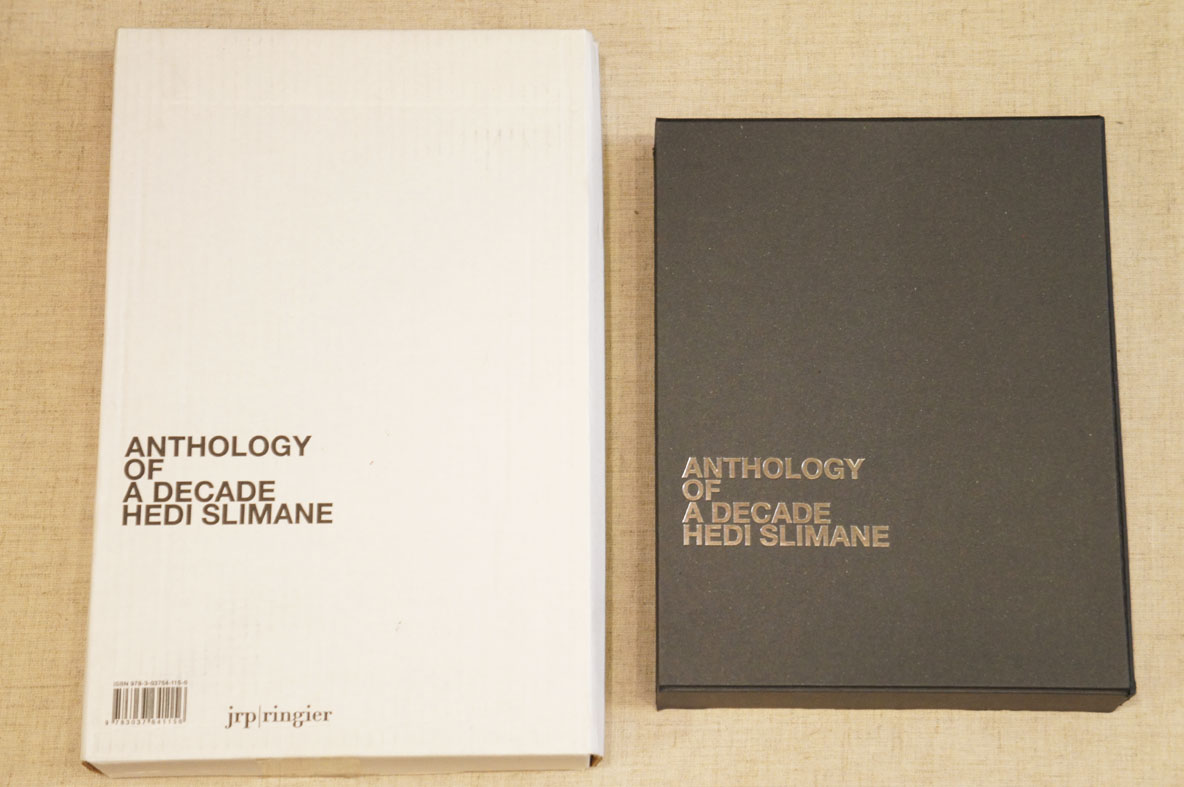 ANTHOLOGY
OF
A DECADE
HEDI SLIMANE
jrp|ringier
ANTHOLOGY
OF
A DECADE
HEDI SLIMANE